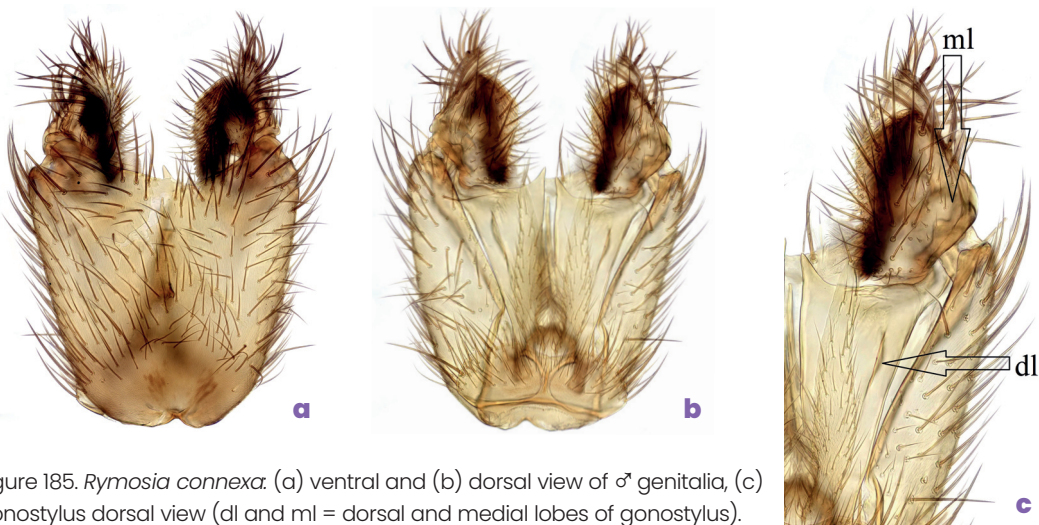 ml
dl
a
b
c
gure 185. Rymosia connexa: (a) ventral and (b) dorsal view of ♂ genitalia, (c)
onostylus dorsal view (dl and ml = dorsal and medial lobes of gonostylus).